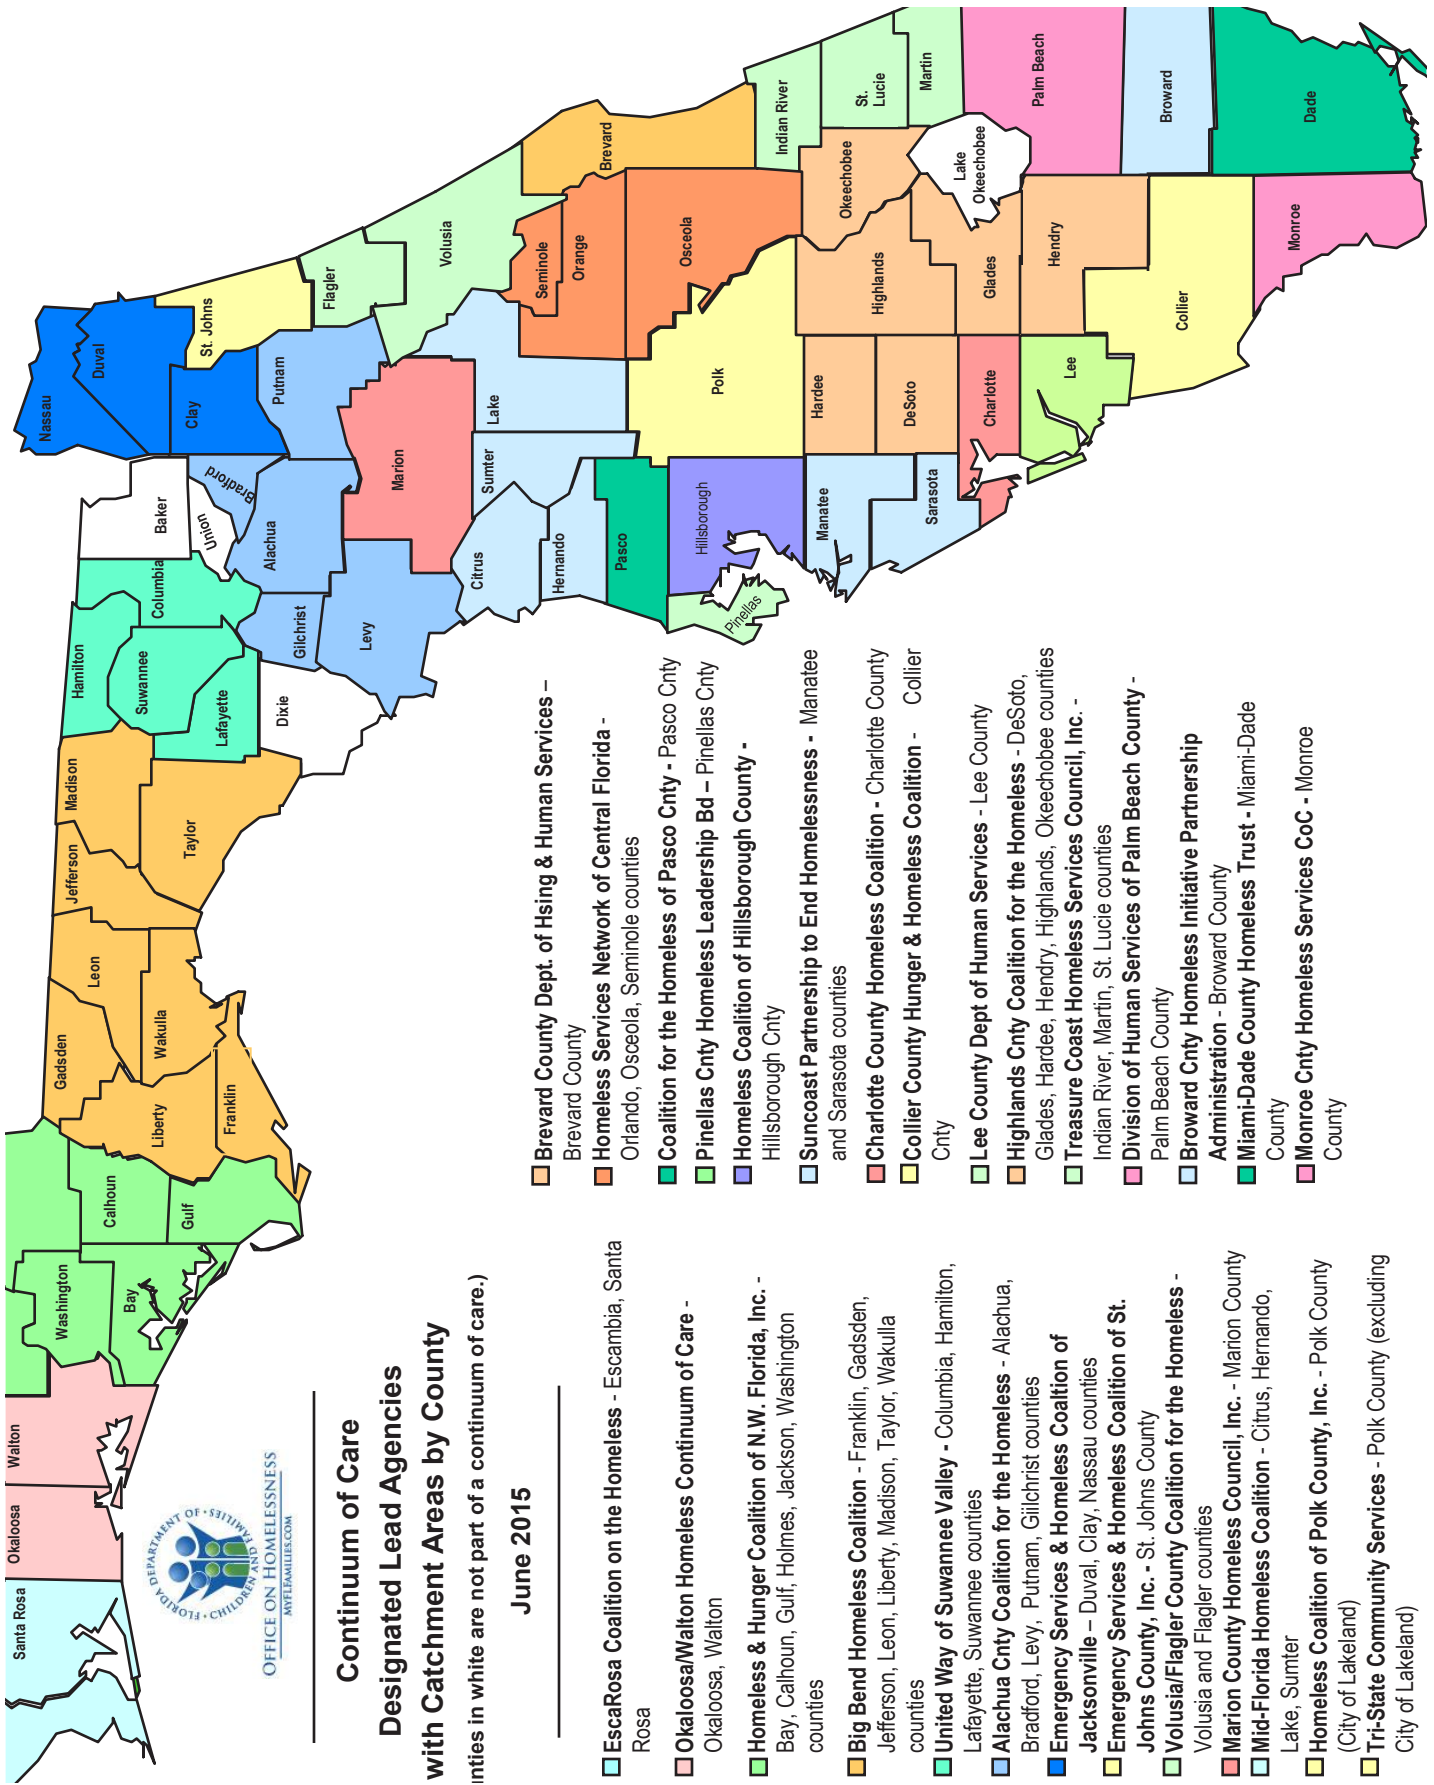 Santa Rosa
Okaloosa
Walton
Washington
Bay
Calhoun
Gulf
Gadsden
Liberty
Franklin
Leon
Wakulla
Jefferson
Madison
Taylor
Hamilton
Suwannee
Lafayette
Columbia
Dixie
Baker
Union
Bradford
Alachua
Gilchrist
Levy
Nassau
Duval
Clay
St. Johns
Putnam
Flagler
Volusia
Marion
Citrus
Sumter
Lake
Hernando
Pasco
Hillsborough
Pinellas
Polk
Seminole
Orange
Osceola
Brevard
Indian River
St.
Lucie
Martin
Okeechobee
Lake
Okeechobee
Highlands
Hardee
DeSoto
Manatee
Sarasota
Charlotte
Glades
Hendry
Lee
Collier
Palm Beach
Broward
Dade
Monroe
FLORIDA DEPARTMENT OF
CHILDREN AND FAMILIES
OFFICE ON HOMELESSNESS
MYFLFAMILIES.COM
Continuum of Care
Designated Lead Agencies
with Catchment Areas by County
nties in white are not part of a continuum of care.)
June 2015
EscaRosa Coalition on the Homeless - Escambia, Santa
Rosa
Okaloosa/Walton Homeless Continuum of Care -
Okaloosa, Walton
Homeless & Hunger Coalition of N.W. Florida, Inc. -
Bay, Calhoun, Gulf, Holmes, Jackson, Washington
counties
Big Bend Homeless Coalition - Franklin, Gadsden,
Jefferson, Leon, Liberty, Madison, Taylor, Wakulla
counties
United Way of Suwannee Valley - Columbia, Hamilton,
Lafayette, Suwannee counties
Alachua Cnty Coalition for the Homeless - Alachua,
Bradford, Levy, Putnam, Giilchrist counties
Emergency Services & Homeless Coaltion of
Jacksonville – Duval, Clay, Nassau counties
Emergency Services & Homeless Coalition of St.
Johns County, Inc. - St. Johns County
Volusia/Flagler County Coalition for the Homeless -
Volusia and Flagler counties
Marion County Homeless Council, Inc. - Marion County
Mid-Florida Homeless Coalition - Citrus, Hernando,
Lake, Sumter
Homeless Coalition of Polk County, Inc. - Polk County
(City of Lakeland)
Tri-State Community Services - Polk County (excluding
City of Lakeland)
Brevard County Dept. of Hsing & Human Services –
Brevard County
Homeless Services Network of Central Florida -
Orlando, Osceola, Seminole counties
Coalition for the Homeless of Pasco Cnty - Pasco Cnty
Pinellas Cnty Homeless Leadership Bd – Pinellas Cnty
Homeless Coalition of Hillsborough County -
Hillsborough Cnty
Suncoast Partnership to End Homelessness - Manatee
and Sarasota counties
Charlotte County Homeless Coalition - Charlotte County
Collier County Hunger & Homeless Coalition - Collier
Cnty
Lee County Dept of Human Services - Lee County
Highlands Cnty Coalition for the Homeless - DeSoto,
Glades, Hardee, Hendry, Highlands, Okeechobee counties
Treasure Coast Homeless Services Council, Inc. -
Indian River, Martin, St. Lucie counties
Division of Human Services of Palm Beach County -
Palm Beach County
Broward Cnty Homeless Initiative Partnership
Administration - Broward County
Miami-Dade County Homeless Trust - Miami-Dade
County
Monroe Cnty Homeless Services CoC - Monroe
County